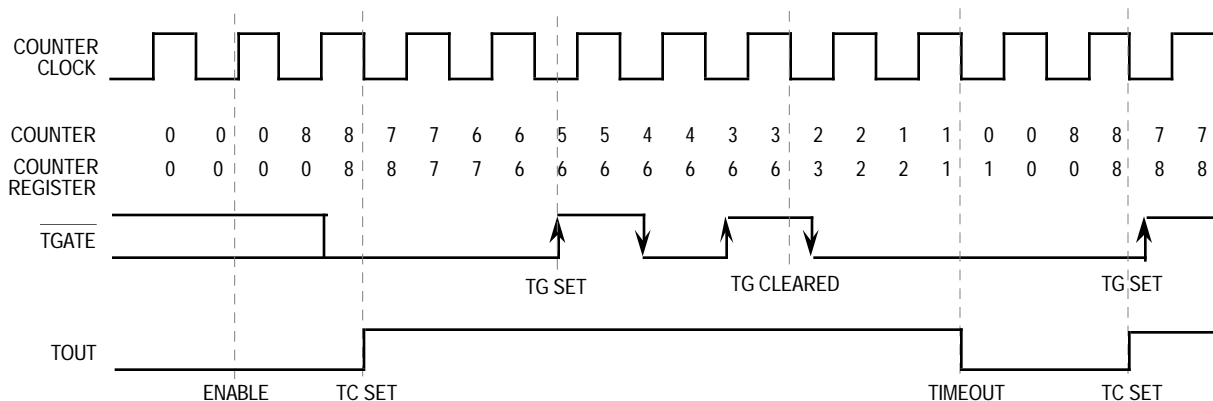 COUNTER
CLOCK
COUNTER 0 0 0 8 8 7 7 6 6 5 5 4 4 3 3 2 2 1 1 0 0 8 8 7 7
COUNTER
REGISTER 0 0 0 0 8 8 7 7 6 6 6 6 6 6 6 3 2 2 1 1 0 0 8 8 8
TGATE
TG SET TG CLEARED TG SET
TOUT
ENABLE TC SET TIMEOUT TC SET